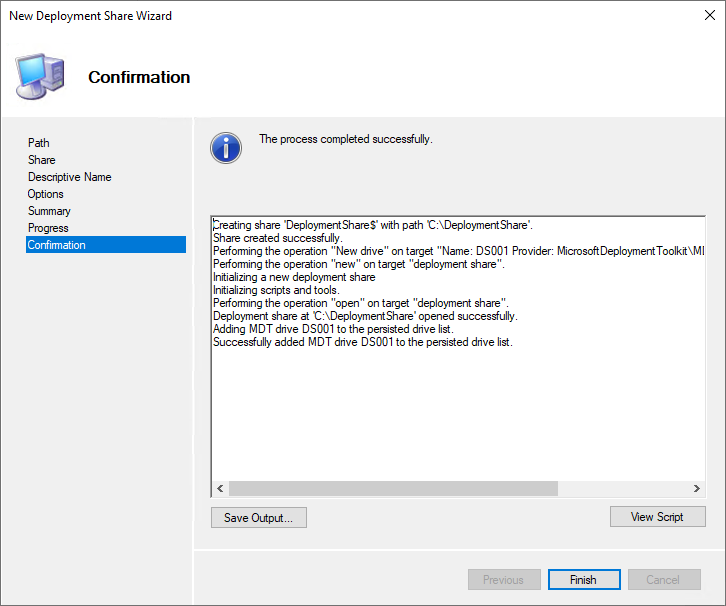 New Deployment Share Wizard
Confirmation
Path
Share
Descriptive Name
Options
Summary
Progress
Confirmation
The process completed successfully.
Creating share 'DeploymentShare$' with path 'C:\DeploymentShare'.
Share created successfully.
Performing the operation "New drive" on target "Name: DS001 Provider: MicrosoftDeploymentToolkit\MI
Performing the operation "new" on target "deployment share".
Initializing a new deployment share
Initializing scripts and tools.
Performing the operation "open" on target "deployment share".
Deployment share at 'C:\DeploymentShare' opened successfully.
Adding MDT drive DS001 to the persisted drive list.
Successfully added MDT drive DS001 to the persisted drive list.
Save Output...
View Script
Previous
Finish
Cancel